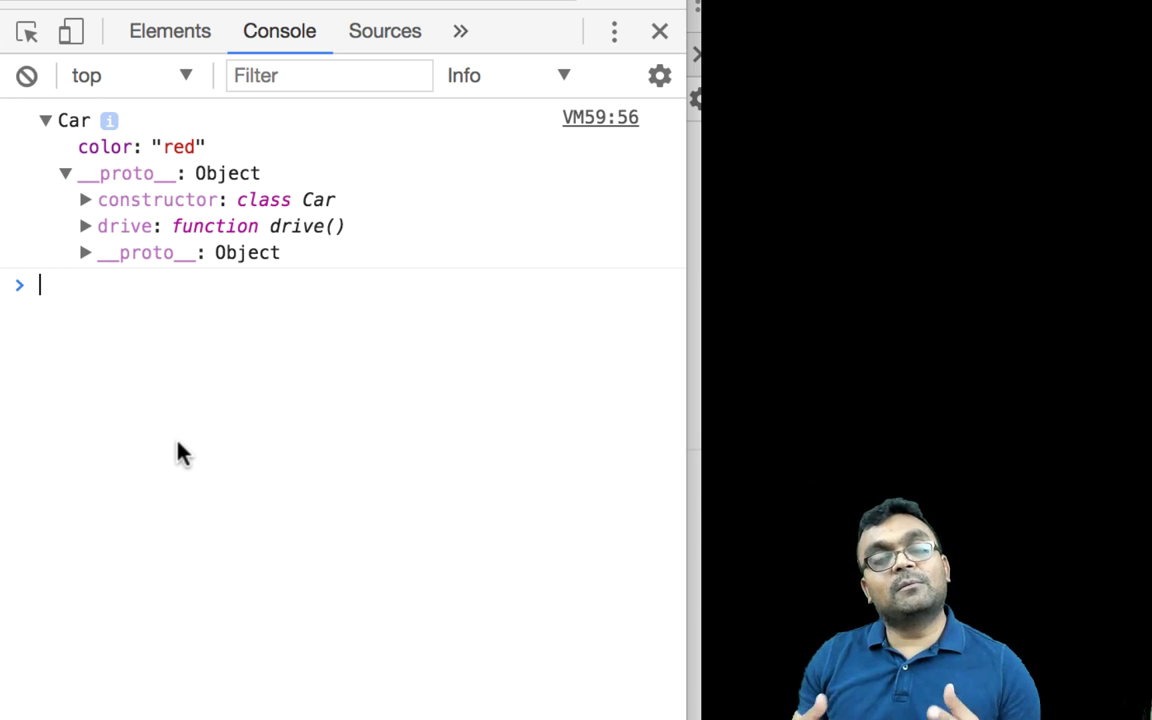 Elements Console Sources »
top Filter Info
Car i VM59:56
color: "red"
__proto__: Object
constructor: class Car
drive: function drive()
__proto__: Object
>